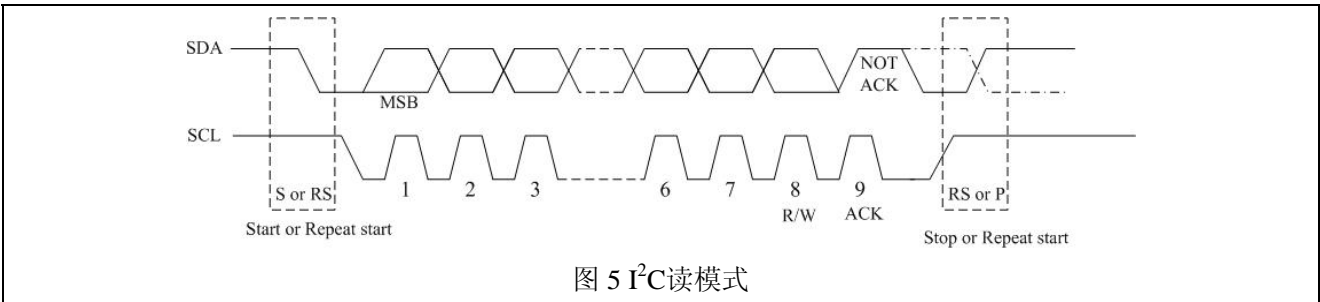 SDA
MSB
NOT
ACK
SCL
1 2 3 6 7 8 9
S or RS
R/W ACK
RS or P
Start or Repeat start
Stop or Repeat start
图 5 I²C读模式